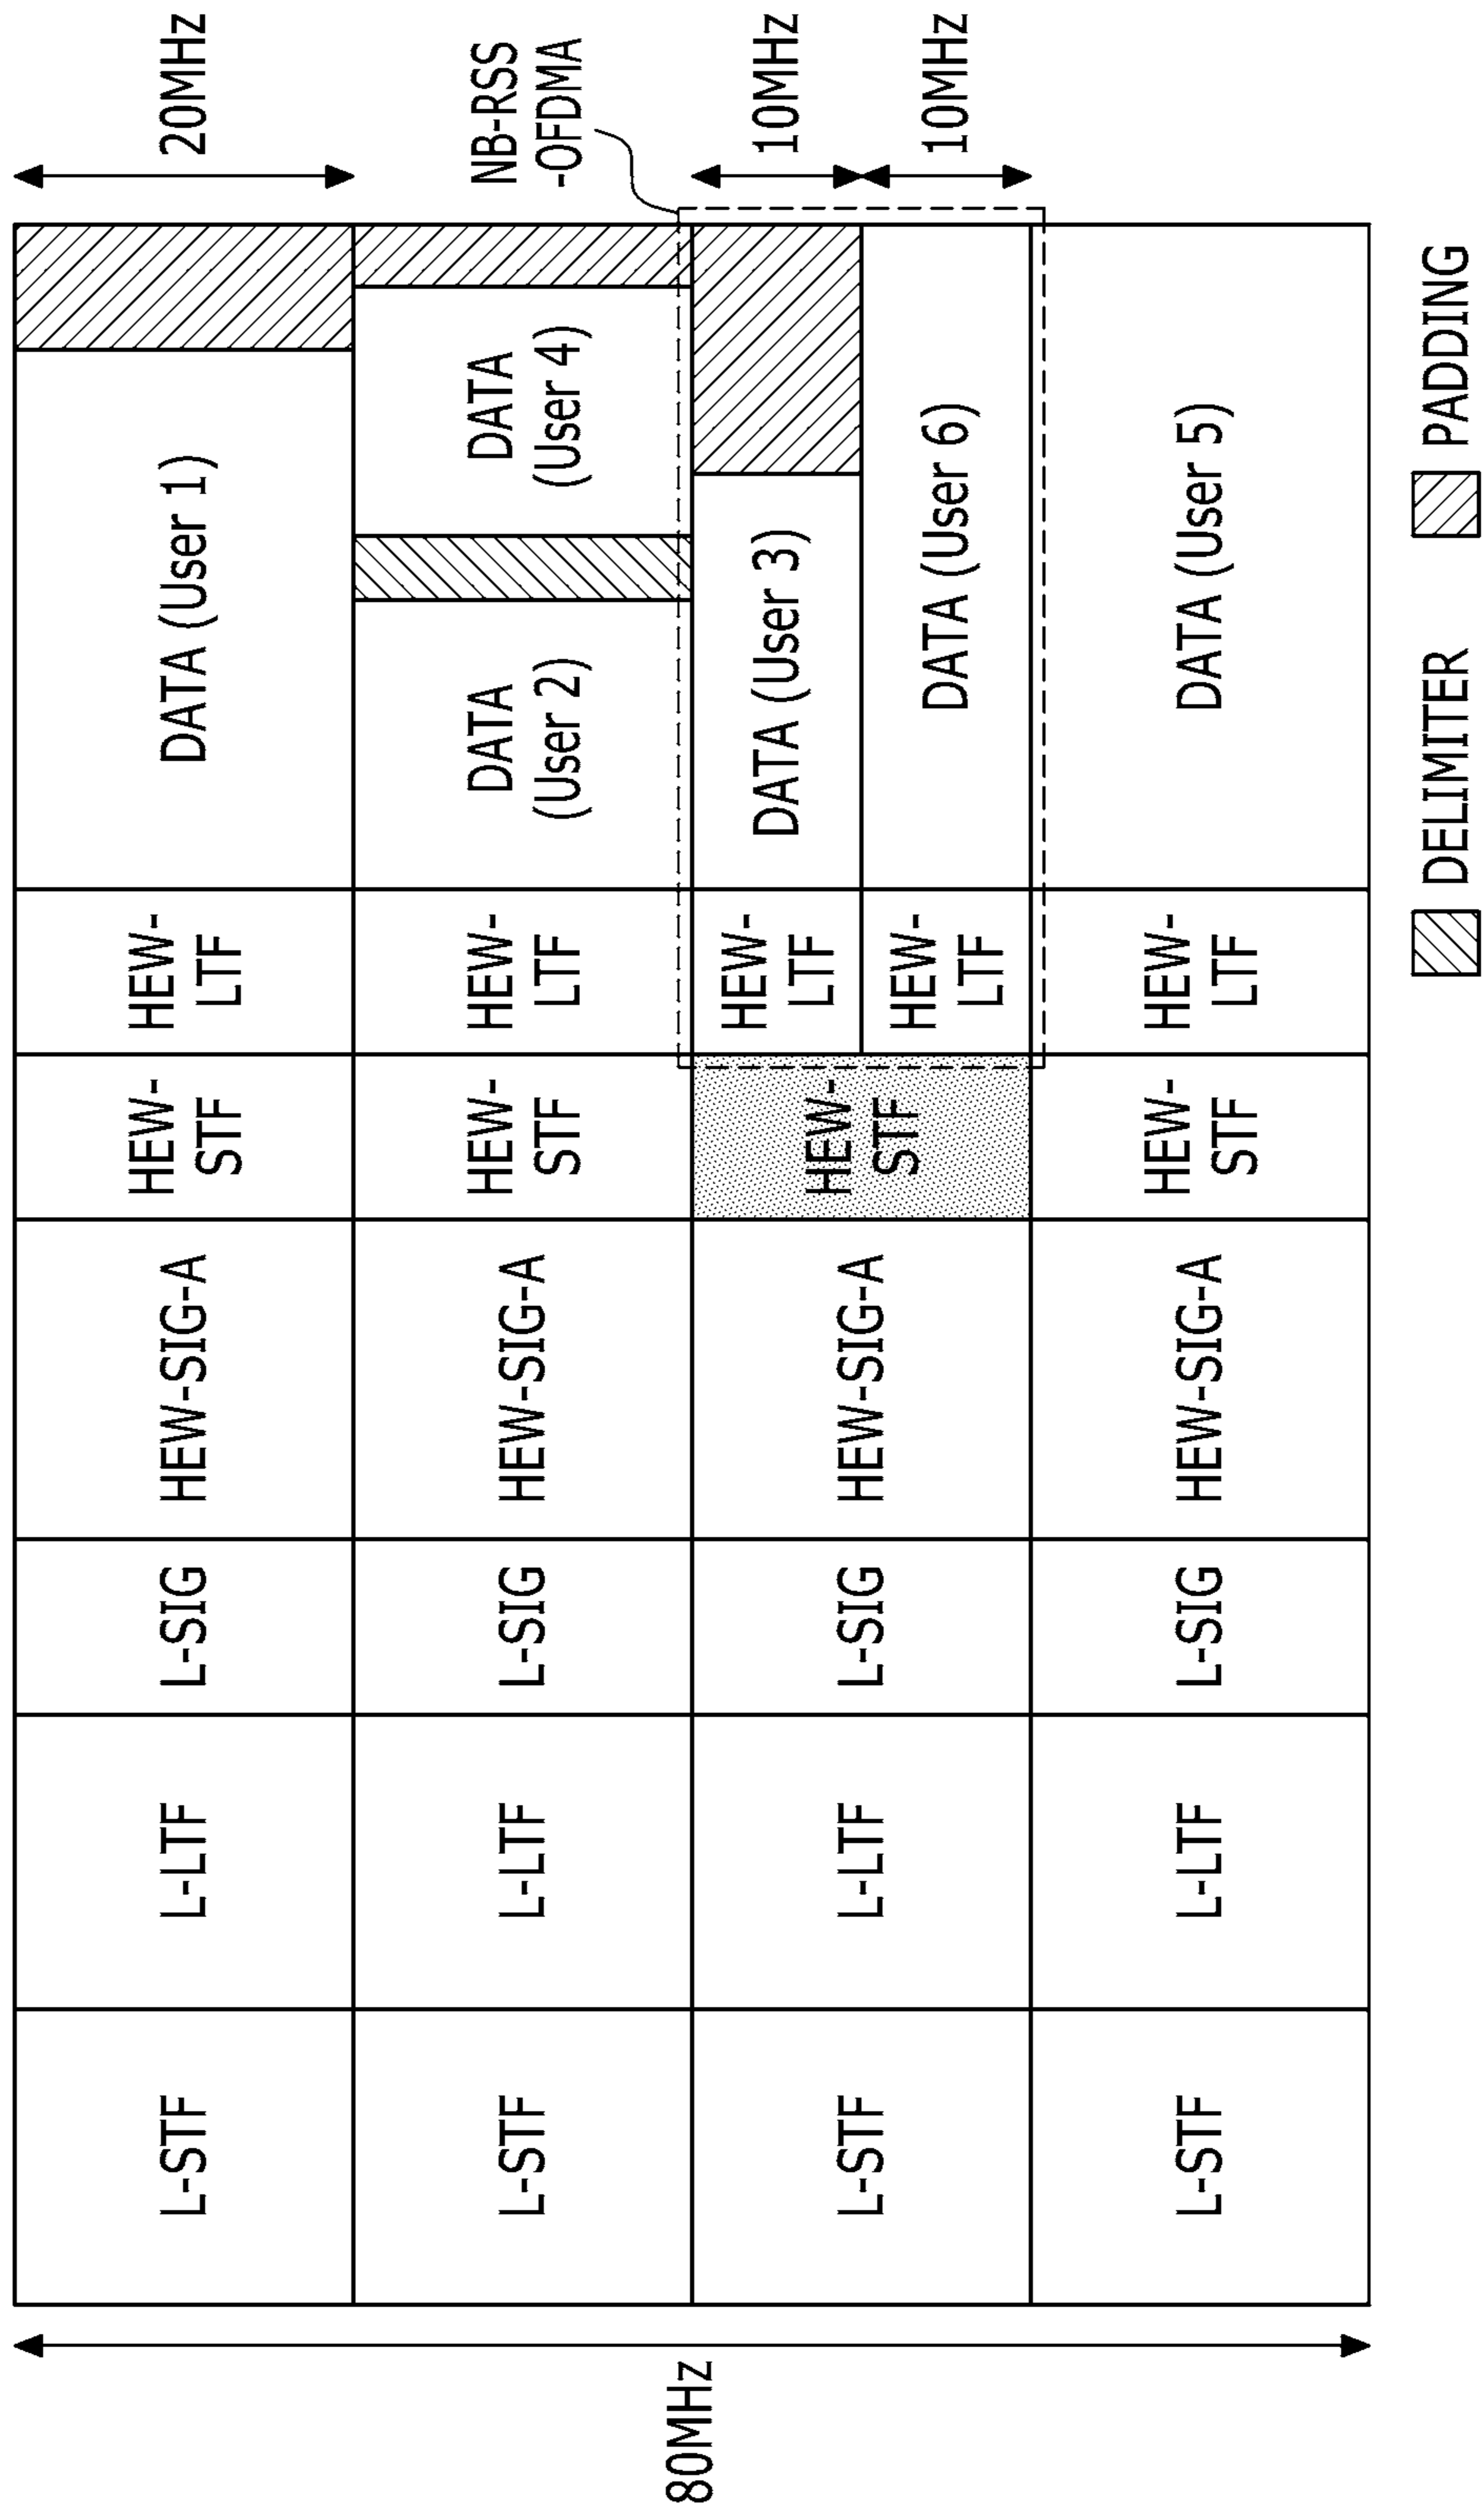 20MHz
NB-RSS
-OFDMA
10MHz
10MHz
80MHz
L-STF
L-LTF
L-SIG
HEW-SIG-A
HEW-
STF
HEW-
LTF
DATA (User 1)
L-STF
L-LTF
L-SIG
HEW-SIG-A
HEW-
STF
HEW-
LTF
DATA
(User 2)
DATA
(User 4)
L-STF
L-LTF
L-SIG
HEW-SIG-A
HEW-
STF
HEW-
LTF
DATA (User 3)
HEW-
LTF
DATA (User 6)
L-STF
L-LTF
L-SIG
HEW-SIG-A
HEW-
STF
HEW-
LTF
DATA (User 5)
DELIMITER
PADDING